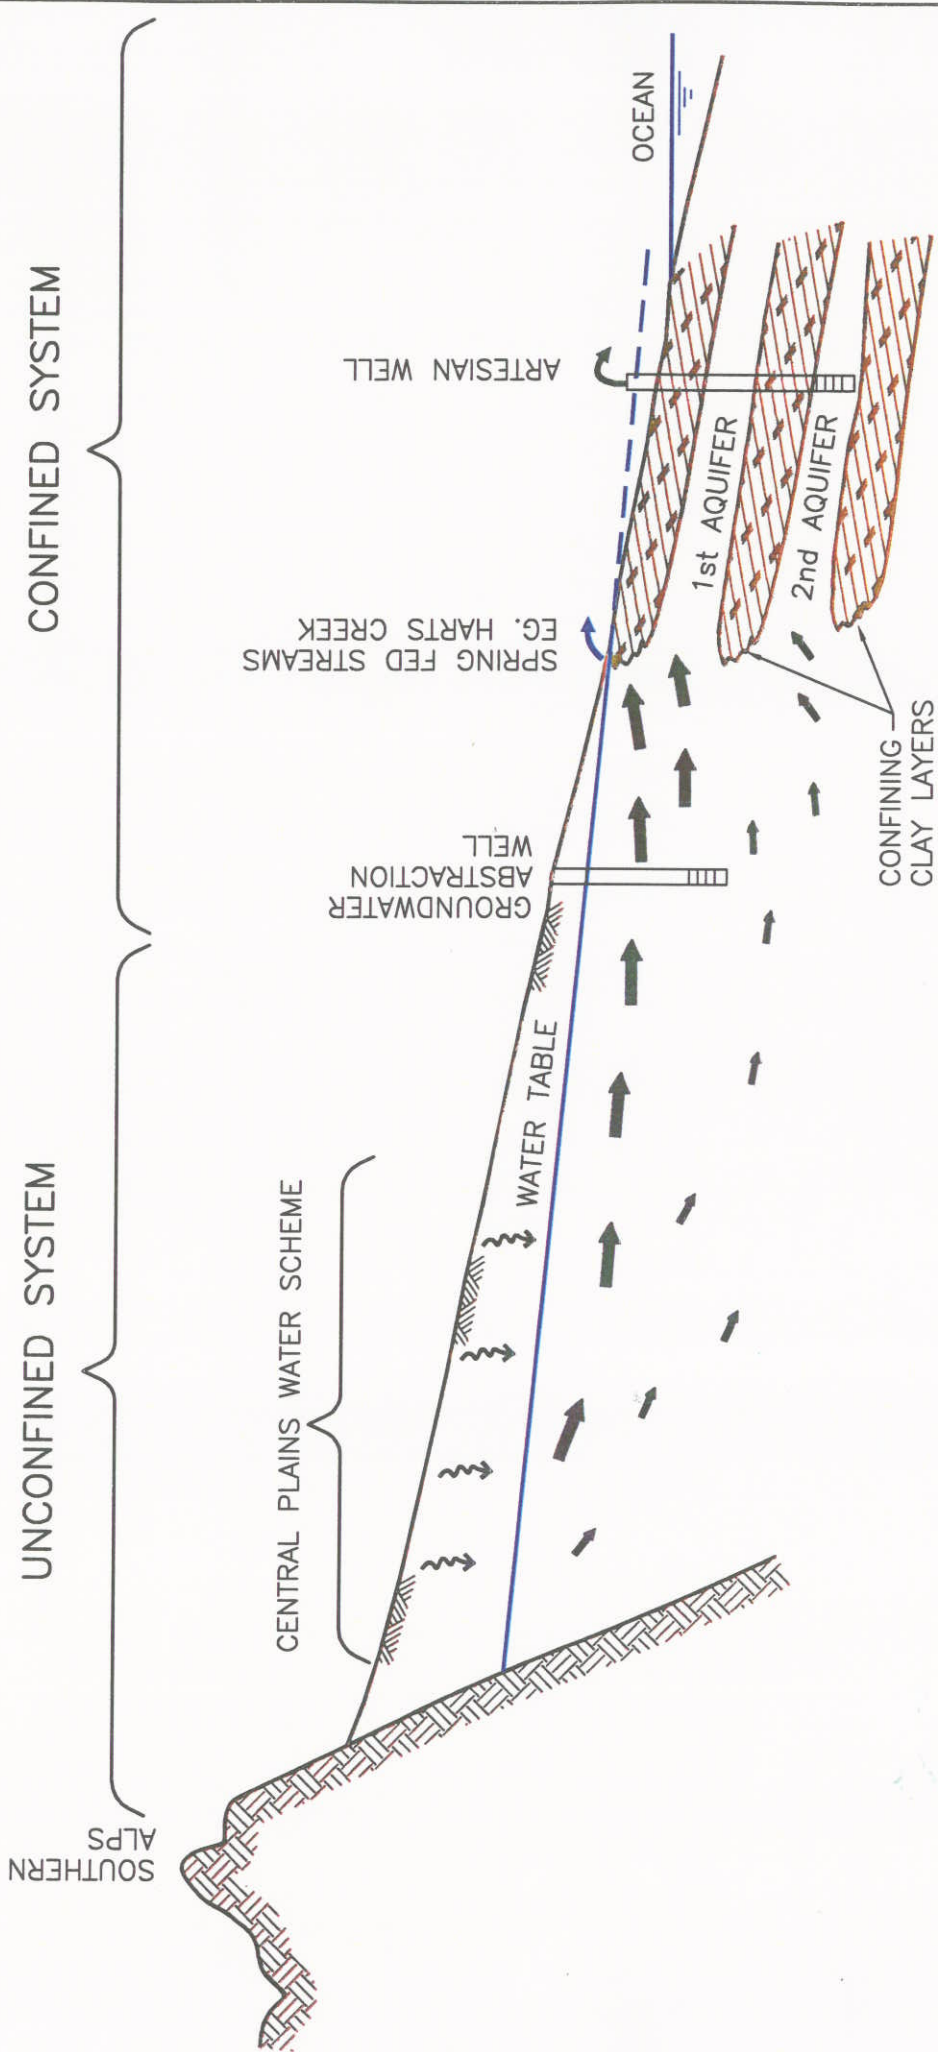 UNCONFINED SYSTEM
CONFINED SYSTEM
SOUTHERN
ALPS
CENTRAL PLAINS WATER SCHEME
WATER TABLE
GROUNDWATER
ABSTRACTION
WELL
SPRING FED STREAMS
EG. HARTS CREEK
ARTESIAN WELL
OCEAN
1st AQUIFER
2nd AQUIFER
CONFINING
CLAY LAYERS